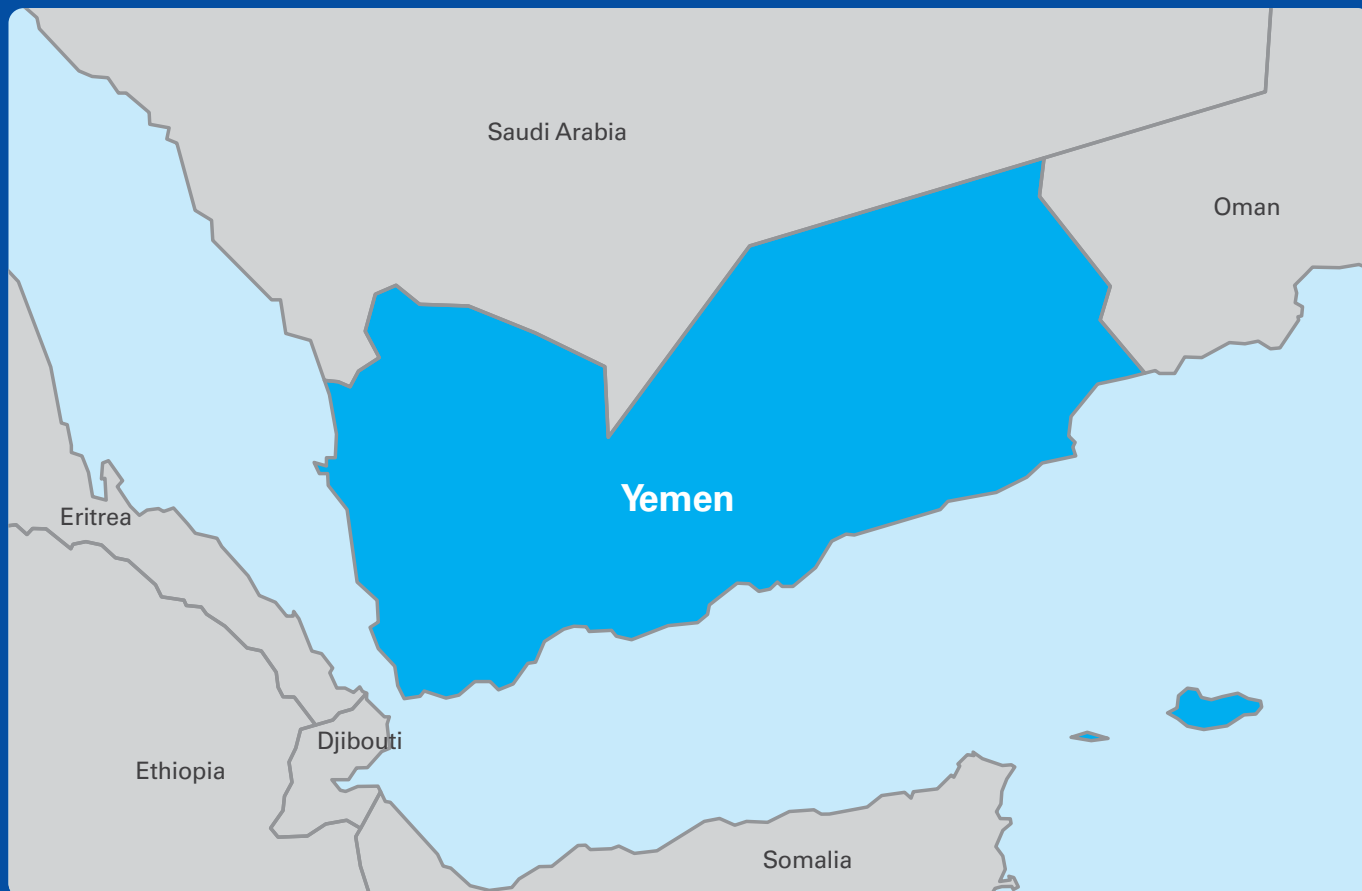 Saudi Arabia
Oman
Yemen
Eritrea
Djibouti
Ethiopia
Somalia